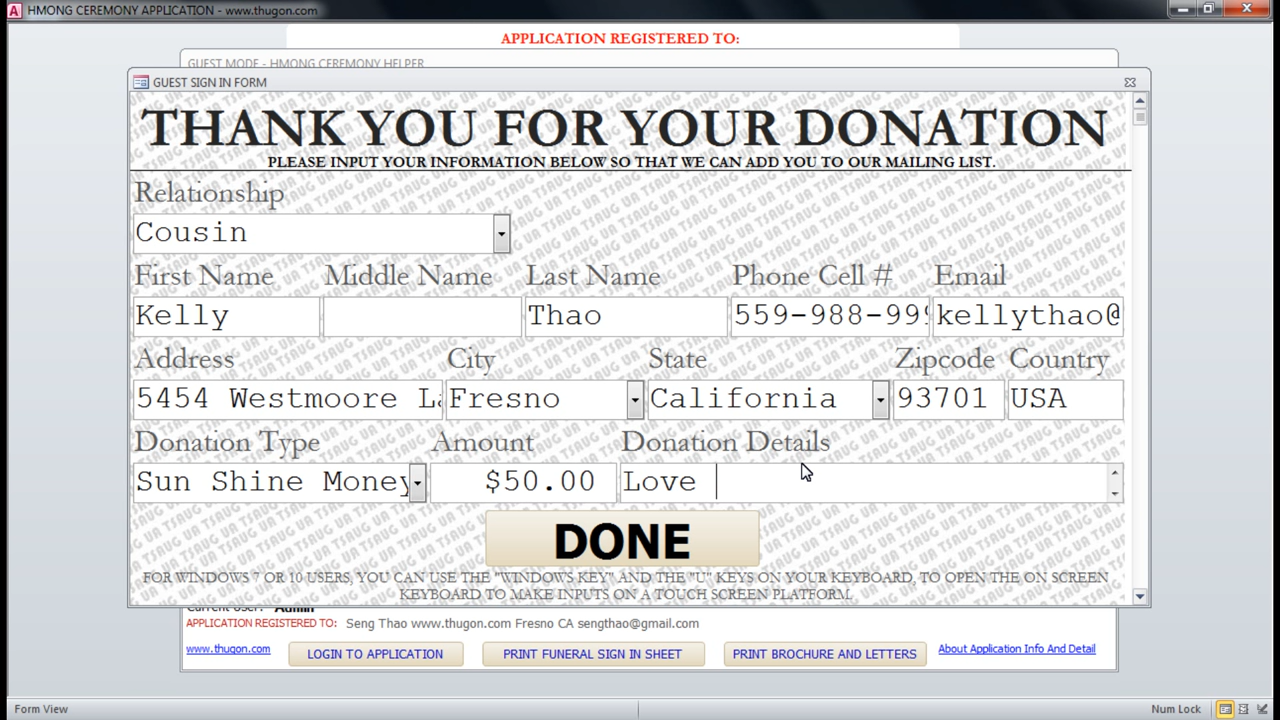 HMONG CEREMONY APPLICATION - www.thugon.com
APPLICATION REGISTERED TO:
GUEST MODE - HMONG CEREMONY HELPER
GUEST SIGN IN FORM
THANK YOU FOR YOUR DONATION
PLEASE INPUT YOUR INFORMATION BELOW SO THAT WE CAN ADD YOU TO OUR MAILING LIST.
Relationship
Cousin
First Name Middle Name Last Name Phone Cell # Email
Kelly Thao 559-988-999 kellythao@
Address City State Zipcode Country
5454 Westmoore La Fresno California 93701 USA
Donation Type Amount Donation Details
Sun Shine Money $50.00 Love
DONE
FOR WINDOWS 7 OR 10 USERS, YOU CAN USE THE "WINDOWS KEY" AND THE "U" KEYS ON YOUR KEYBOARD, TO OPEN THE ON SCREEN
KEYBOARD TO MAKE INPUTS ON A TOUCH SCREEN PLATFORM.
Current User: Admin
APPLICATION REGISTERED TO: Seng Thao www.thugon.com Fresno CA sengthao@gmail.com
www.thugon.com LOGIN TO APPLICATION PRINT FUNERAL SIGN IN SHEET PRINT BROCHURE AND LETTERS About Application Info And Detail
Form View Num Lock